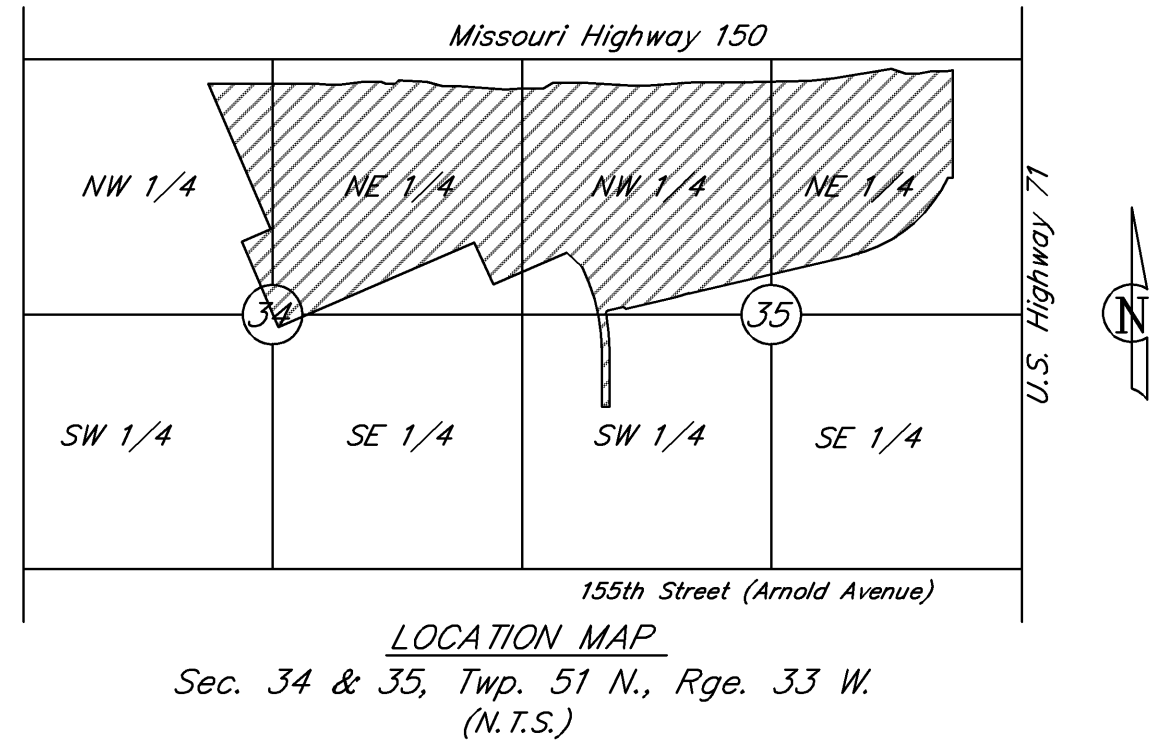 Missouri Highway 150
NW 1/4
NE 1/4
NW 1/4
NE 1/4
U.S. Highway 71
N
34
35
SW 1/4
SE 1/4
SW 1/4
SE 1/4
155th Street (Arnold Avenue)
LOCATION MAP
Sec. 34 & 35, Twp. 51 N., Rge. 33 W.
(N.T.S.)